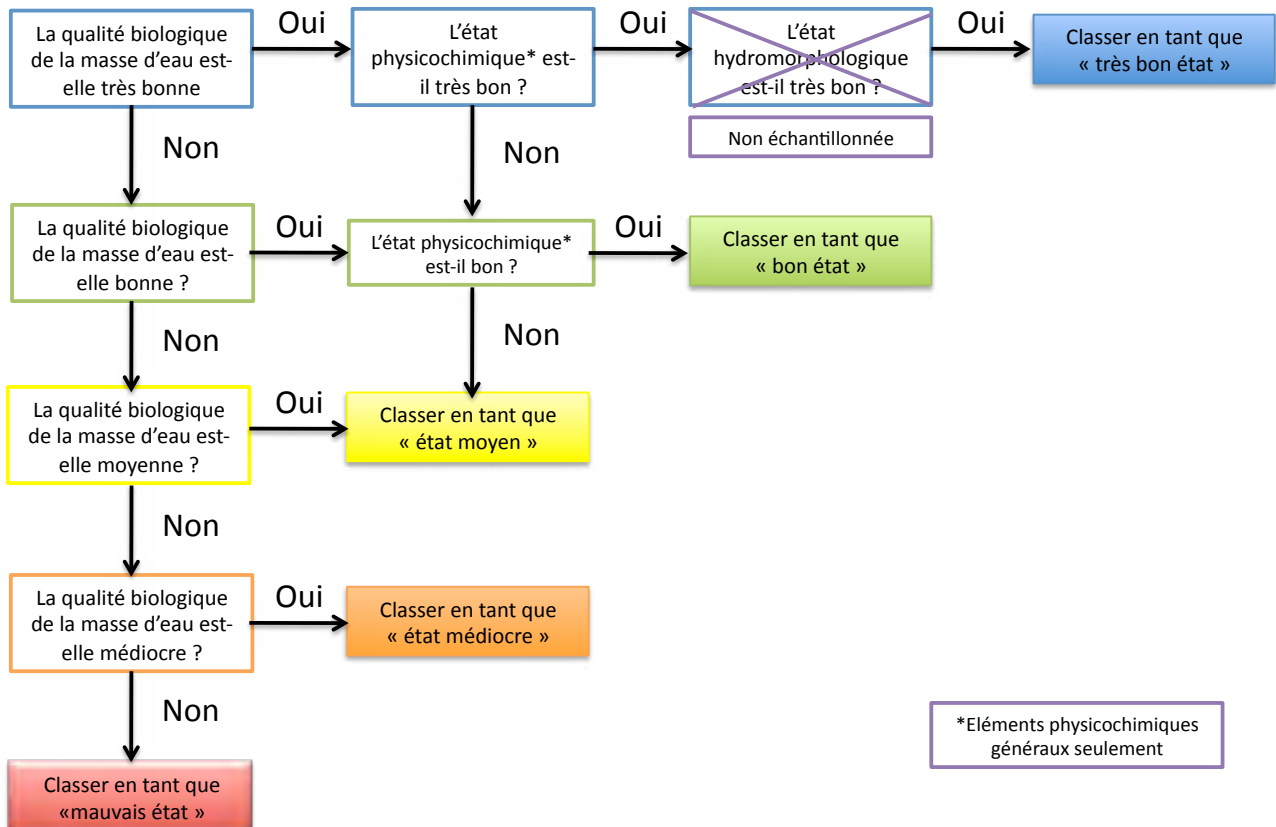 La qualité biologique
de la masse d'eau est-
elle très bonne
Oui
L'état
physicochimique* est-
il très bon ?
Oui
L'état
hydromorphologique
est-il très bon ?
Oui
Classer en tant que
« très bon état »
Non échantillonnée
Non
Non
La qualité biologique
de la masse d'eau est-
elle bonne ?
Oui
L'état physicochimique*
est-il bon ?
Oui
Classer en tant que
« bon état »
Non
Non
La qualité biologique
de la masse d'eau est-
elle moyenne ?
Oui
Classer en tant que
« état moyen »
Non
La qualité biologique
de la masse d'eau est-
elle médiocre ?
Oui
Classer en tant que
« état médiocre »
Non
*Eléments physicochimiques
généraux seulement
Classer en tant que
«mauvais état »